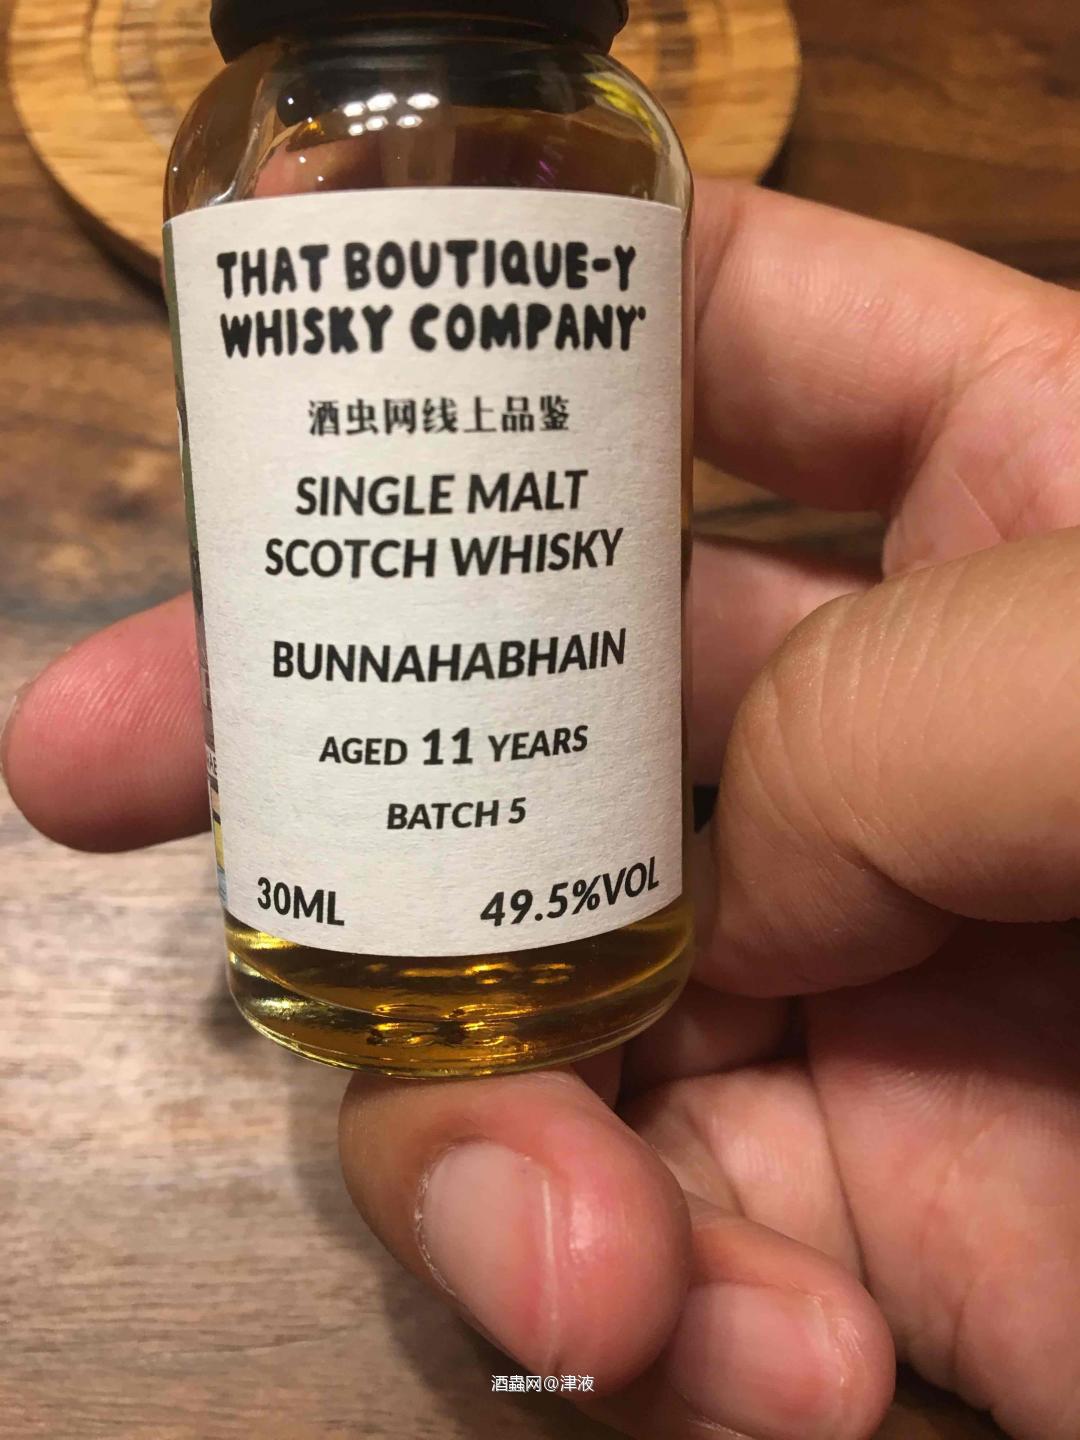 THAT BOUTIQUE-Y
WHISKY COMPANY
酒虫网线上品鉴
SINGLE MALT
SCOTCH WHISKY
BUNNAHABHAIN
AGED 11 YEARS
BATCH 5
30ML 49.5%VOL
酒蟲网@津液